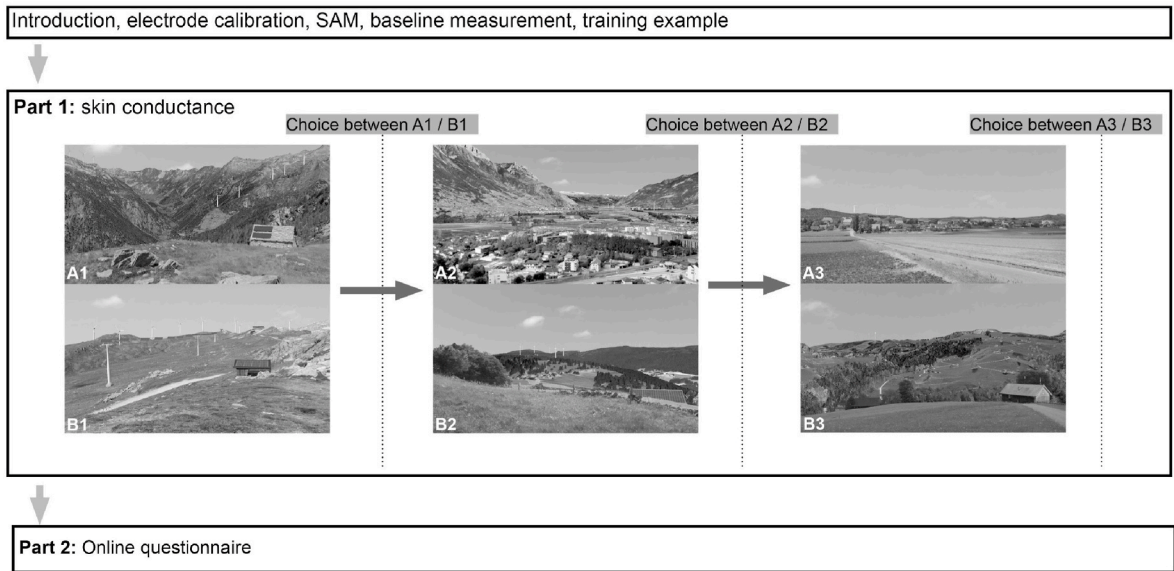 Introduction, electrode calibration, SAM, baseline measurement, training example
Part 1: skin conductance
Choice between A1 / B1
Choice between A2 / B2
Choice between A3 / B3
A1
A2
A3
B1
B2
B3
Part 2: Online questionnaire